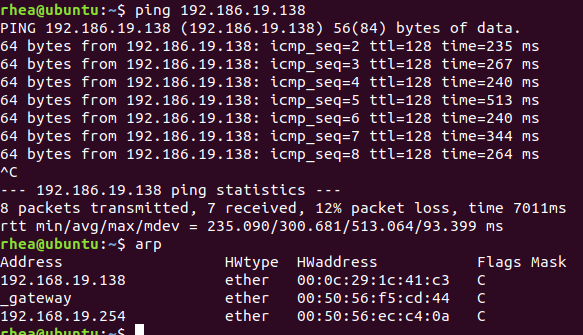 rhea@ubuntu:~$ ping 192.186.19.138
PING 192.186.19.138 (192.186.19.138) 56(84) bytes of data.
64 bytes from 192.186.19.138: icmp_seq=2 ttl=128 time=235 ms
64 bytes from 192.186.19.138: icmp_seq=3 ttl=128 time=267 ms
64 bytes from 192.186.19.138: icmp_seq=4 ttl=128 time=240 ms
64 bytes from 192.186.19.138: icmp_seq=5 ttl=128 time=513 ms
64 bytes from 192.186.19.138: icmp_seq=6 ttl=128 time=240 ms
64 bytes from 192.186.19.138: icmp_seq=7 ttl=128 time=344 ms
64 bytes from 192.186.19.138: icmp_seq=8 ttl=128 time=264 ms
^C
--- 192.186.19.138 ping statistics ---
8 packets transmitted, 7 received, 12% packet loss, time 7011ms
rtt min/avg/max/mdev = 235.090/300.681/513.064/93.399 ms
rhea@ubuntu:~$ arp
Address HWtype HWaddress Flags Mask
192.168.19.138 ether 00:0c:29:1c:41:c3 C
_gateway ether 00:50:56:f5:cd:44 C
192.168.19.254 ether 00:50:56:ec:c4:0a C
rhea@ubuntu:~$